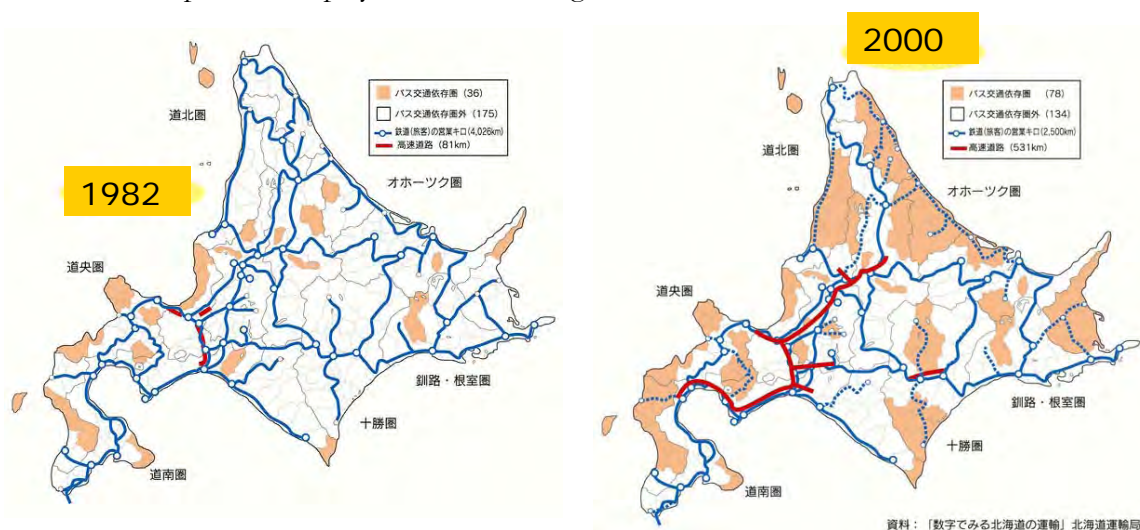 1982
バス交通依存圏（36）
バス交通依存圏外（175）
鉄道（旅客）の営業キロ（4,026km）
高速道路（81km）
道北圏
オホーツク圏
道央圏
釧路・根室圏
十勝圏
道南圏
2000
バス交通依存圏 （78）
バス交通依存圏外（134）
鉄道（旅客）の営業キロ（2,500km）
高速道路（531km）
道北圏
オホーツク圏
道央圏
釧路・根室圏
十勝圏
道南圏
資料：「数字でみる北海道の運輸」北海道運輸局